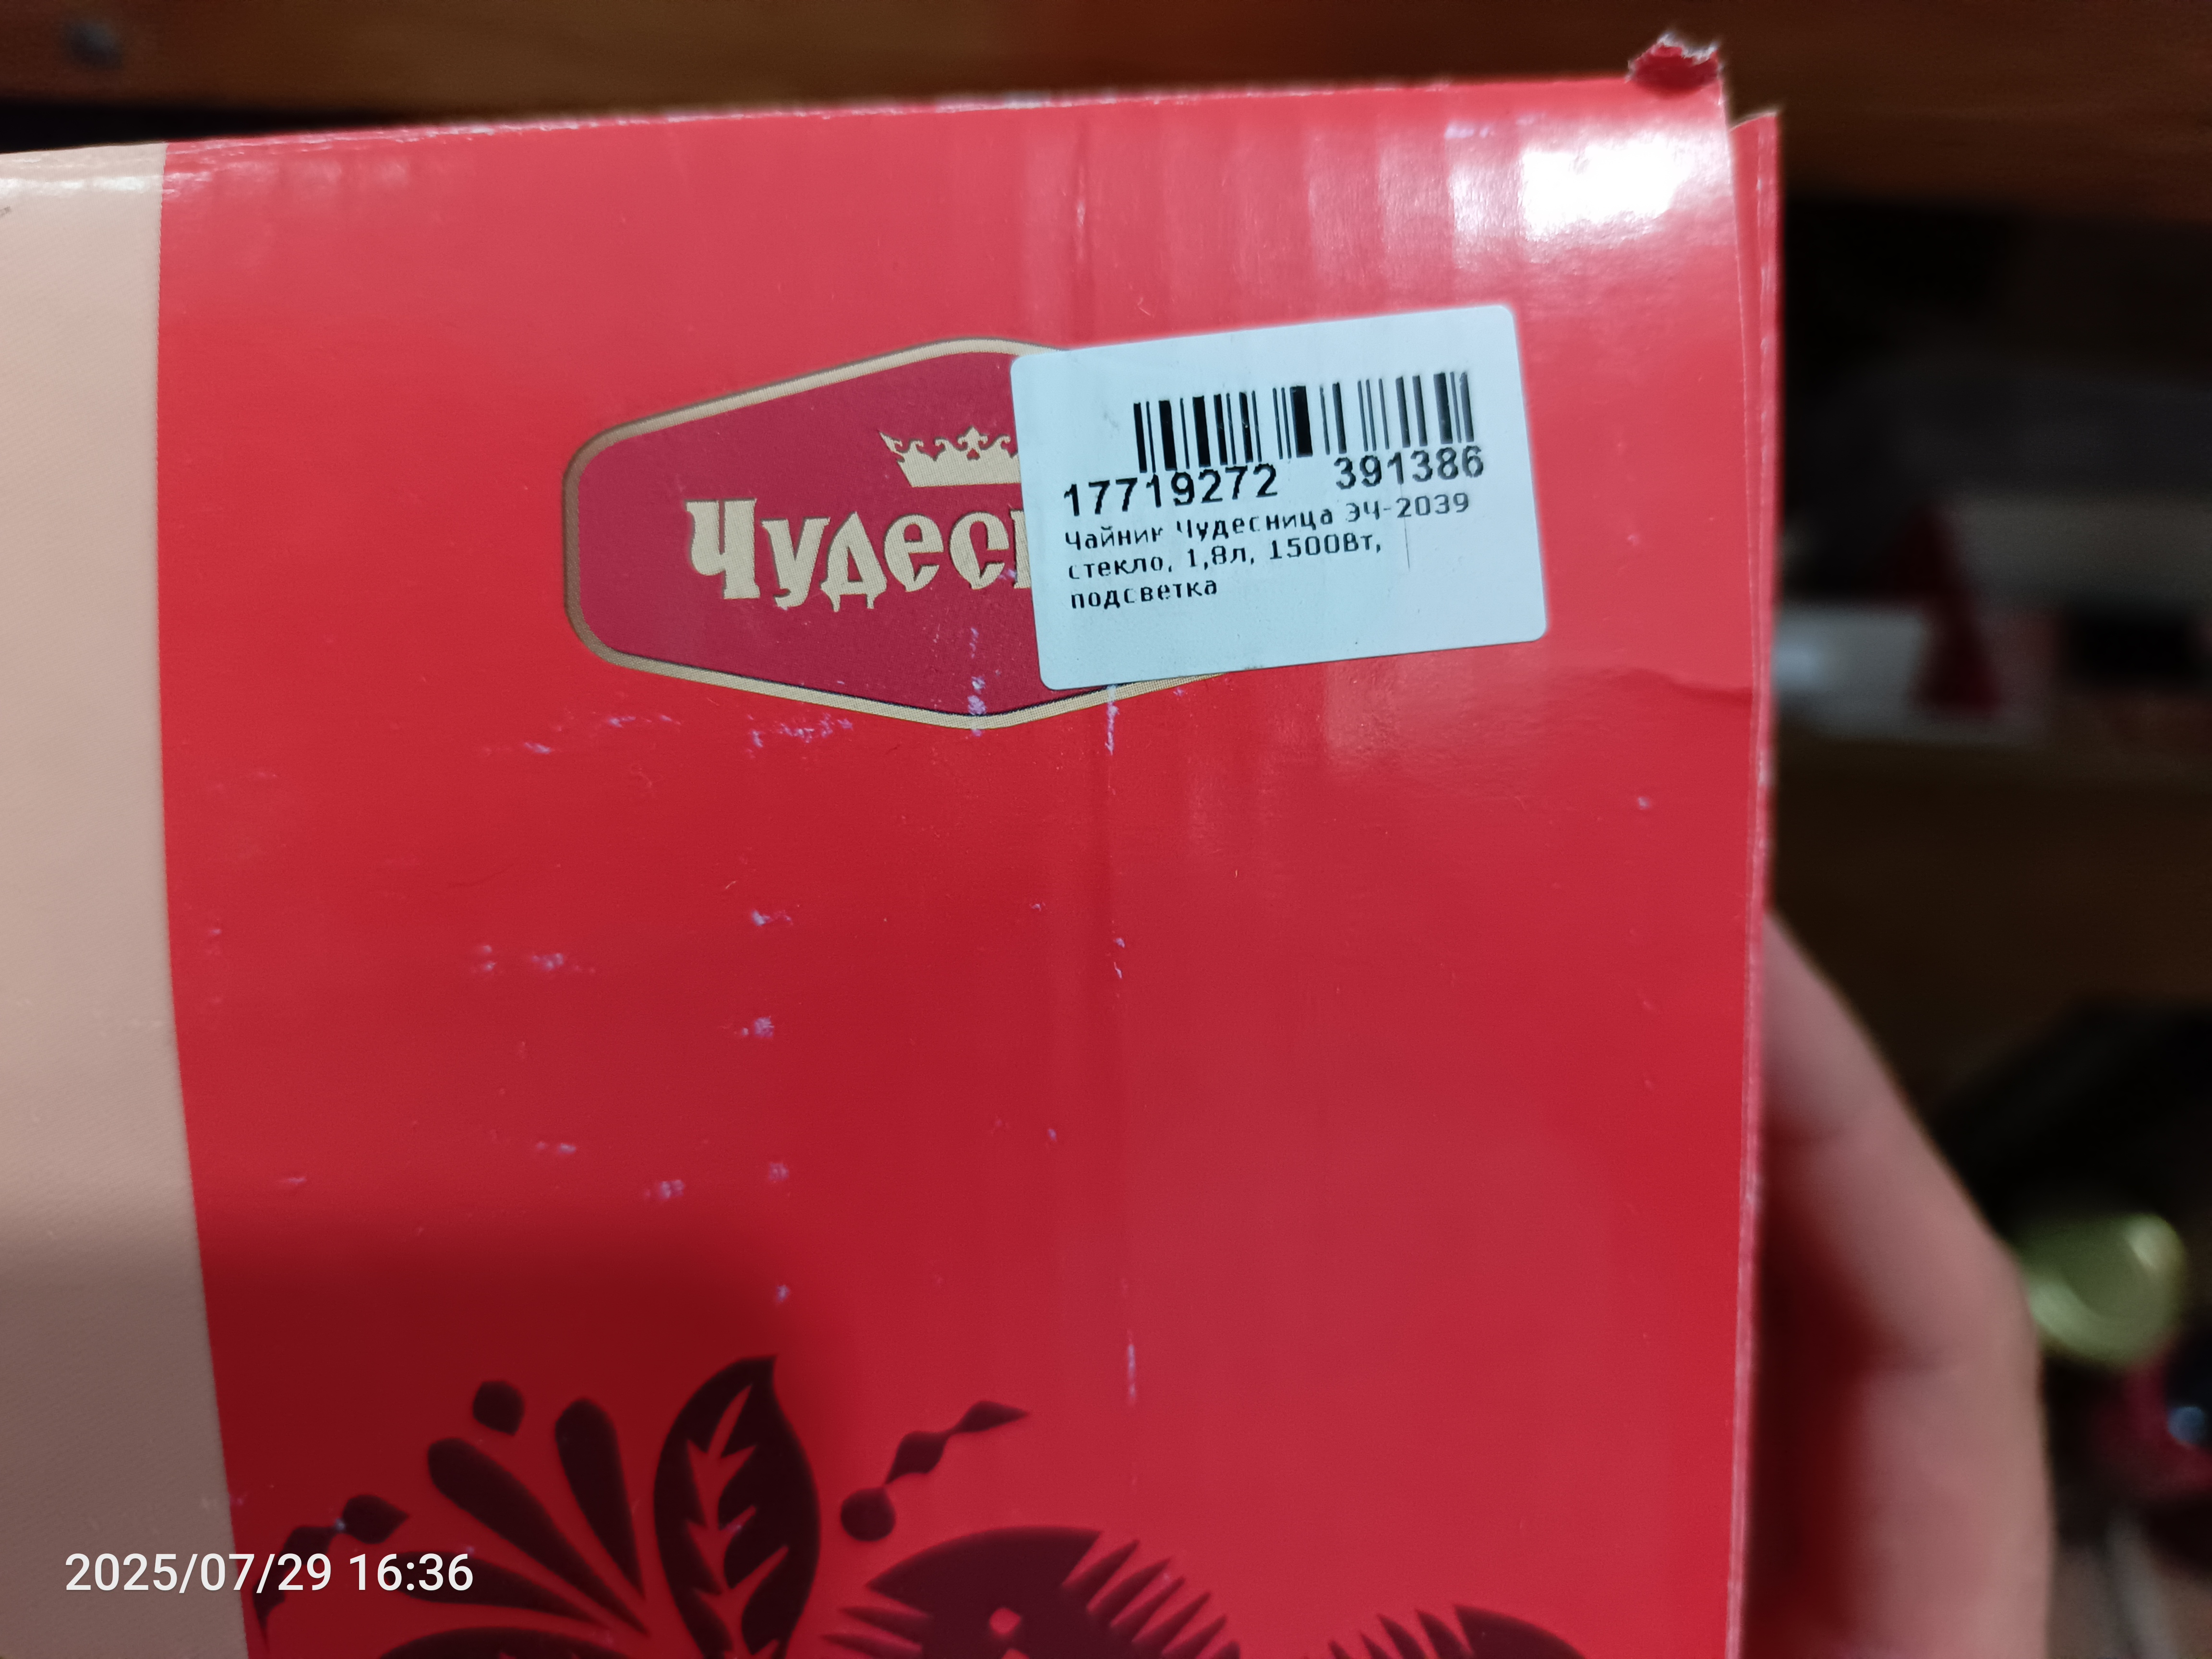 Чудес
17719272 391386
Чайник Чудесница ЭЧ-2039
стекло, 1,8л, 1500Вт,
подсветка
2025/07/29 16:36